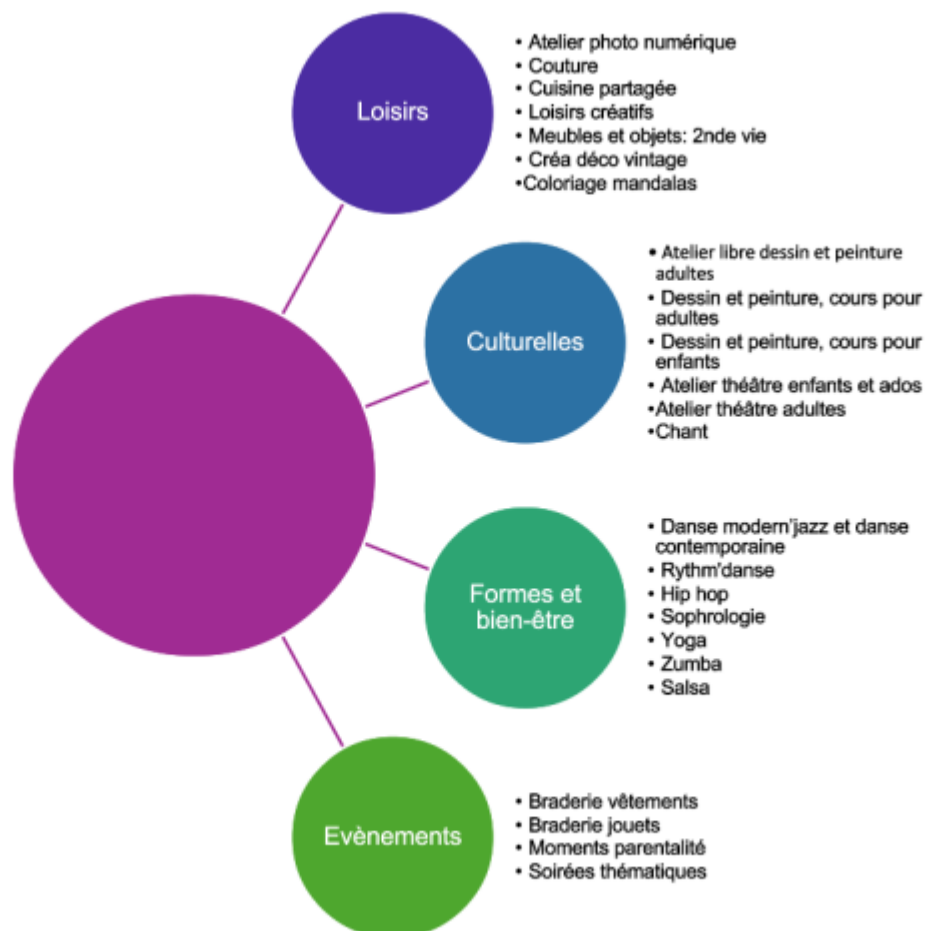 Loisirs
• Atelier photo numérique
• Couture
• Cuisine partagée
• Loisirs créatifs
• Meubles et objets: 2nde vie
• Créa déco vintage
•Coloriage mandalas
Culturelles
• Atelier libre dessin et peinture
adultes
• Dessin et peinture, cours pour
adultes
• Dessin et peinture, cours pour
enfants
• Atelier théâtre enfants et ados
•Atelier théâtre adultes
•Chant
Formes et
bien-être
• Danse modern'jazz et danse
contemporaine
• Rythm'danse
• Hip hop
• Sophrologie
• Yoga
• Zumba
• Salsa
Evènements
• Braderie vêtements
• Braderie jouets
• Moments parentalité
• Soirées thématiques